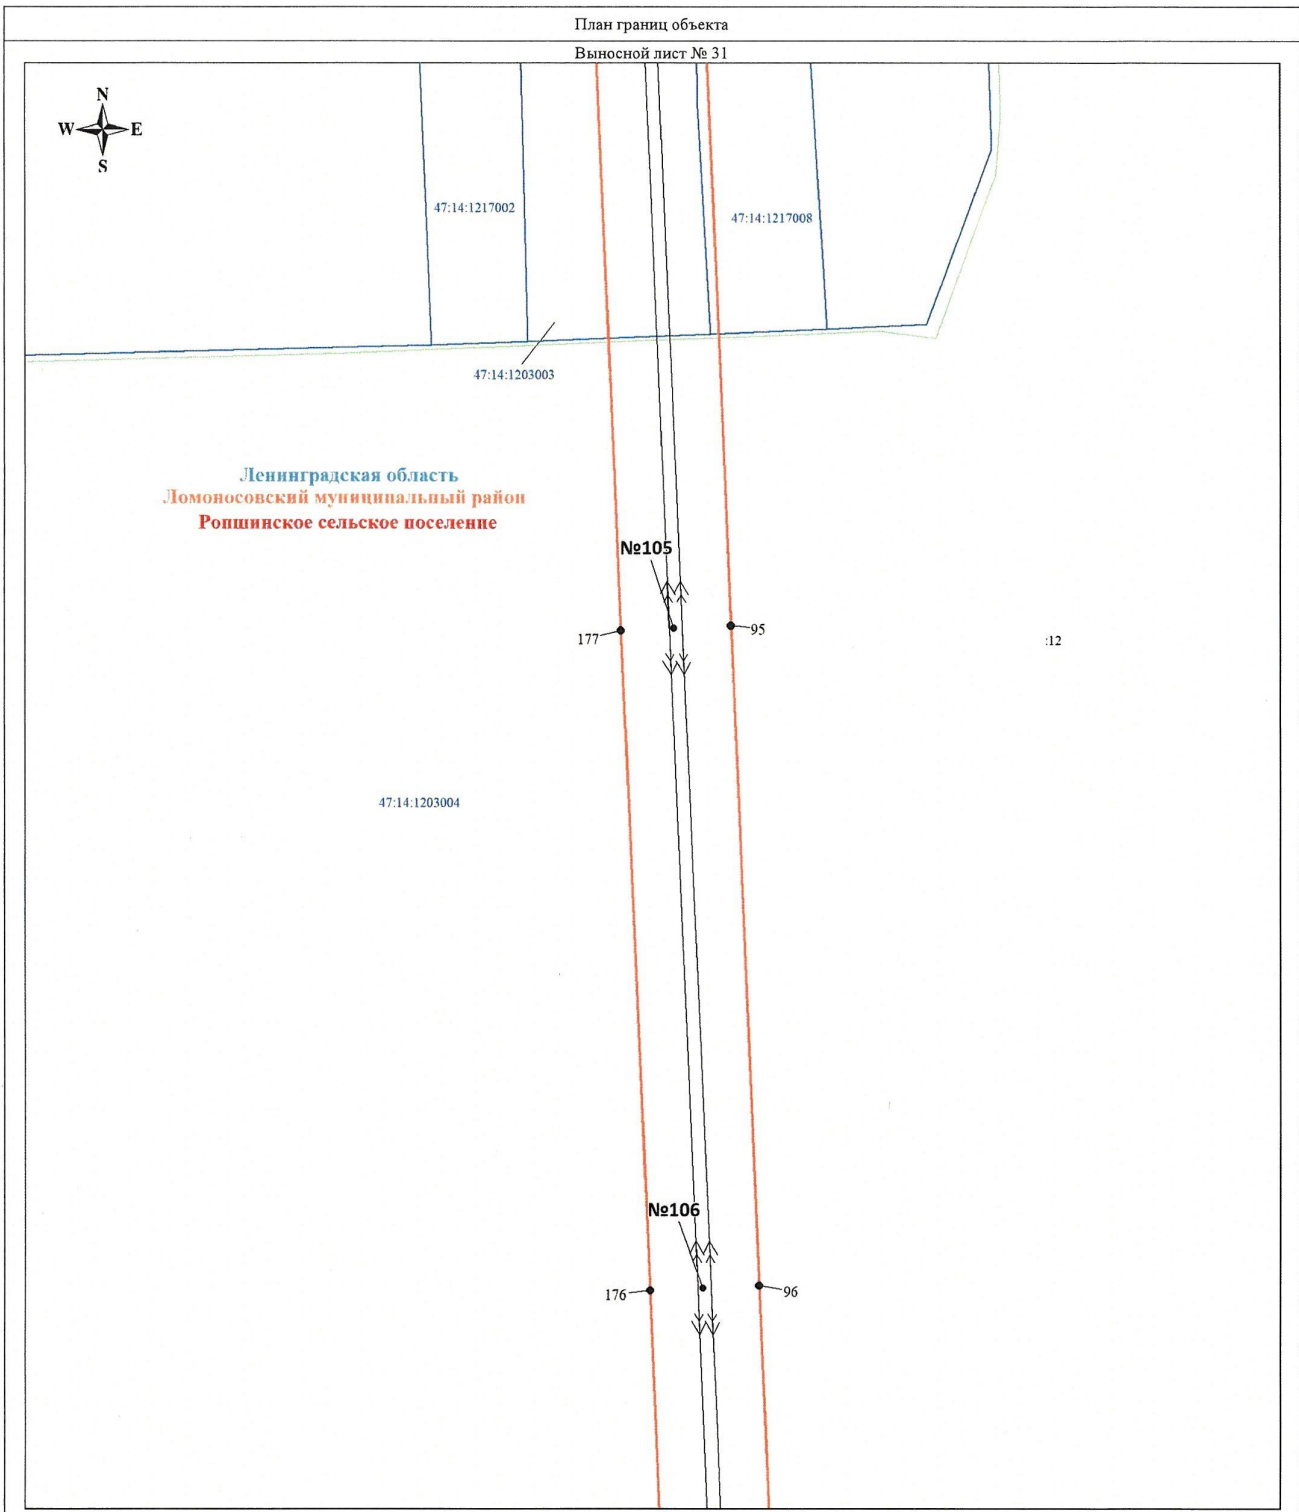 План границ объекта
Выносной лист № 31
N
W E
S
47:14:1217002
47:14:1217008
47:14:1203003
Ленинградская область
Ломоносовский муниципальный район
Ропшинское сельское поселение
№105
177
95
:12
47:14:1203004
№106
176
96